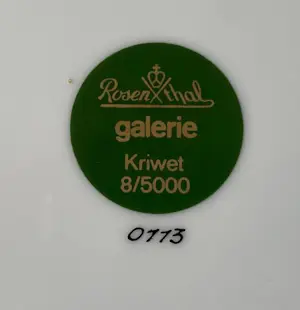 Rosenthal
galerie
Kriwet
8/5000
0113